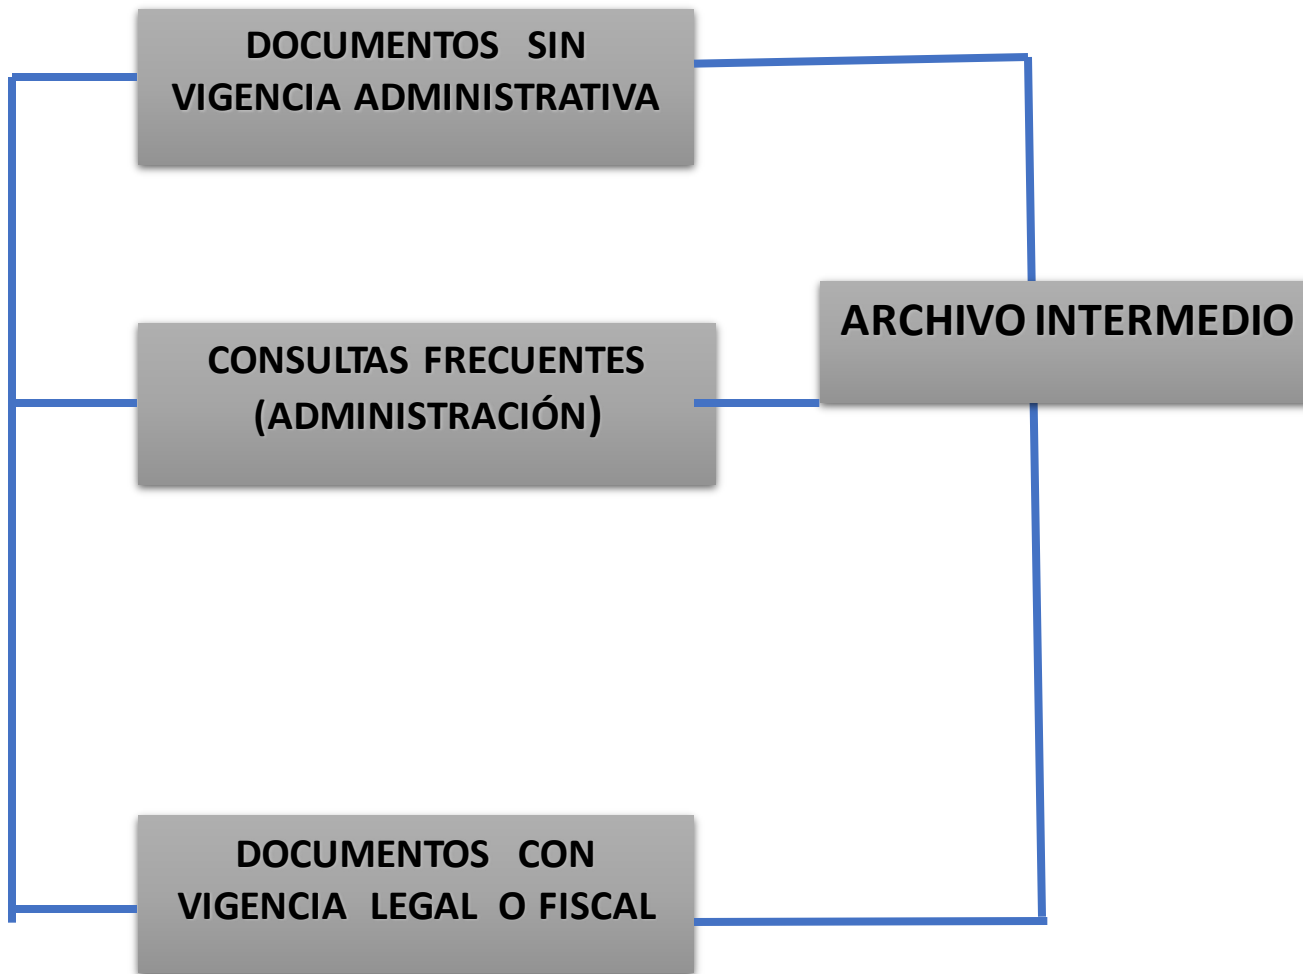 DOCUMENTOS SIN
VIGENCIA ADMINISTRATIVA
ARCHIVO INTERMEDIO
CONSULTAS FRECUENTES
(ADMINISTRACIÓN)
DOCUMENTOS CON
VIGENCIA LEGAL O FISCAL